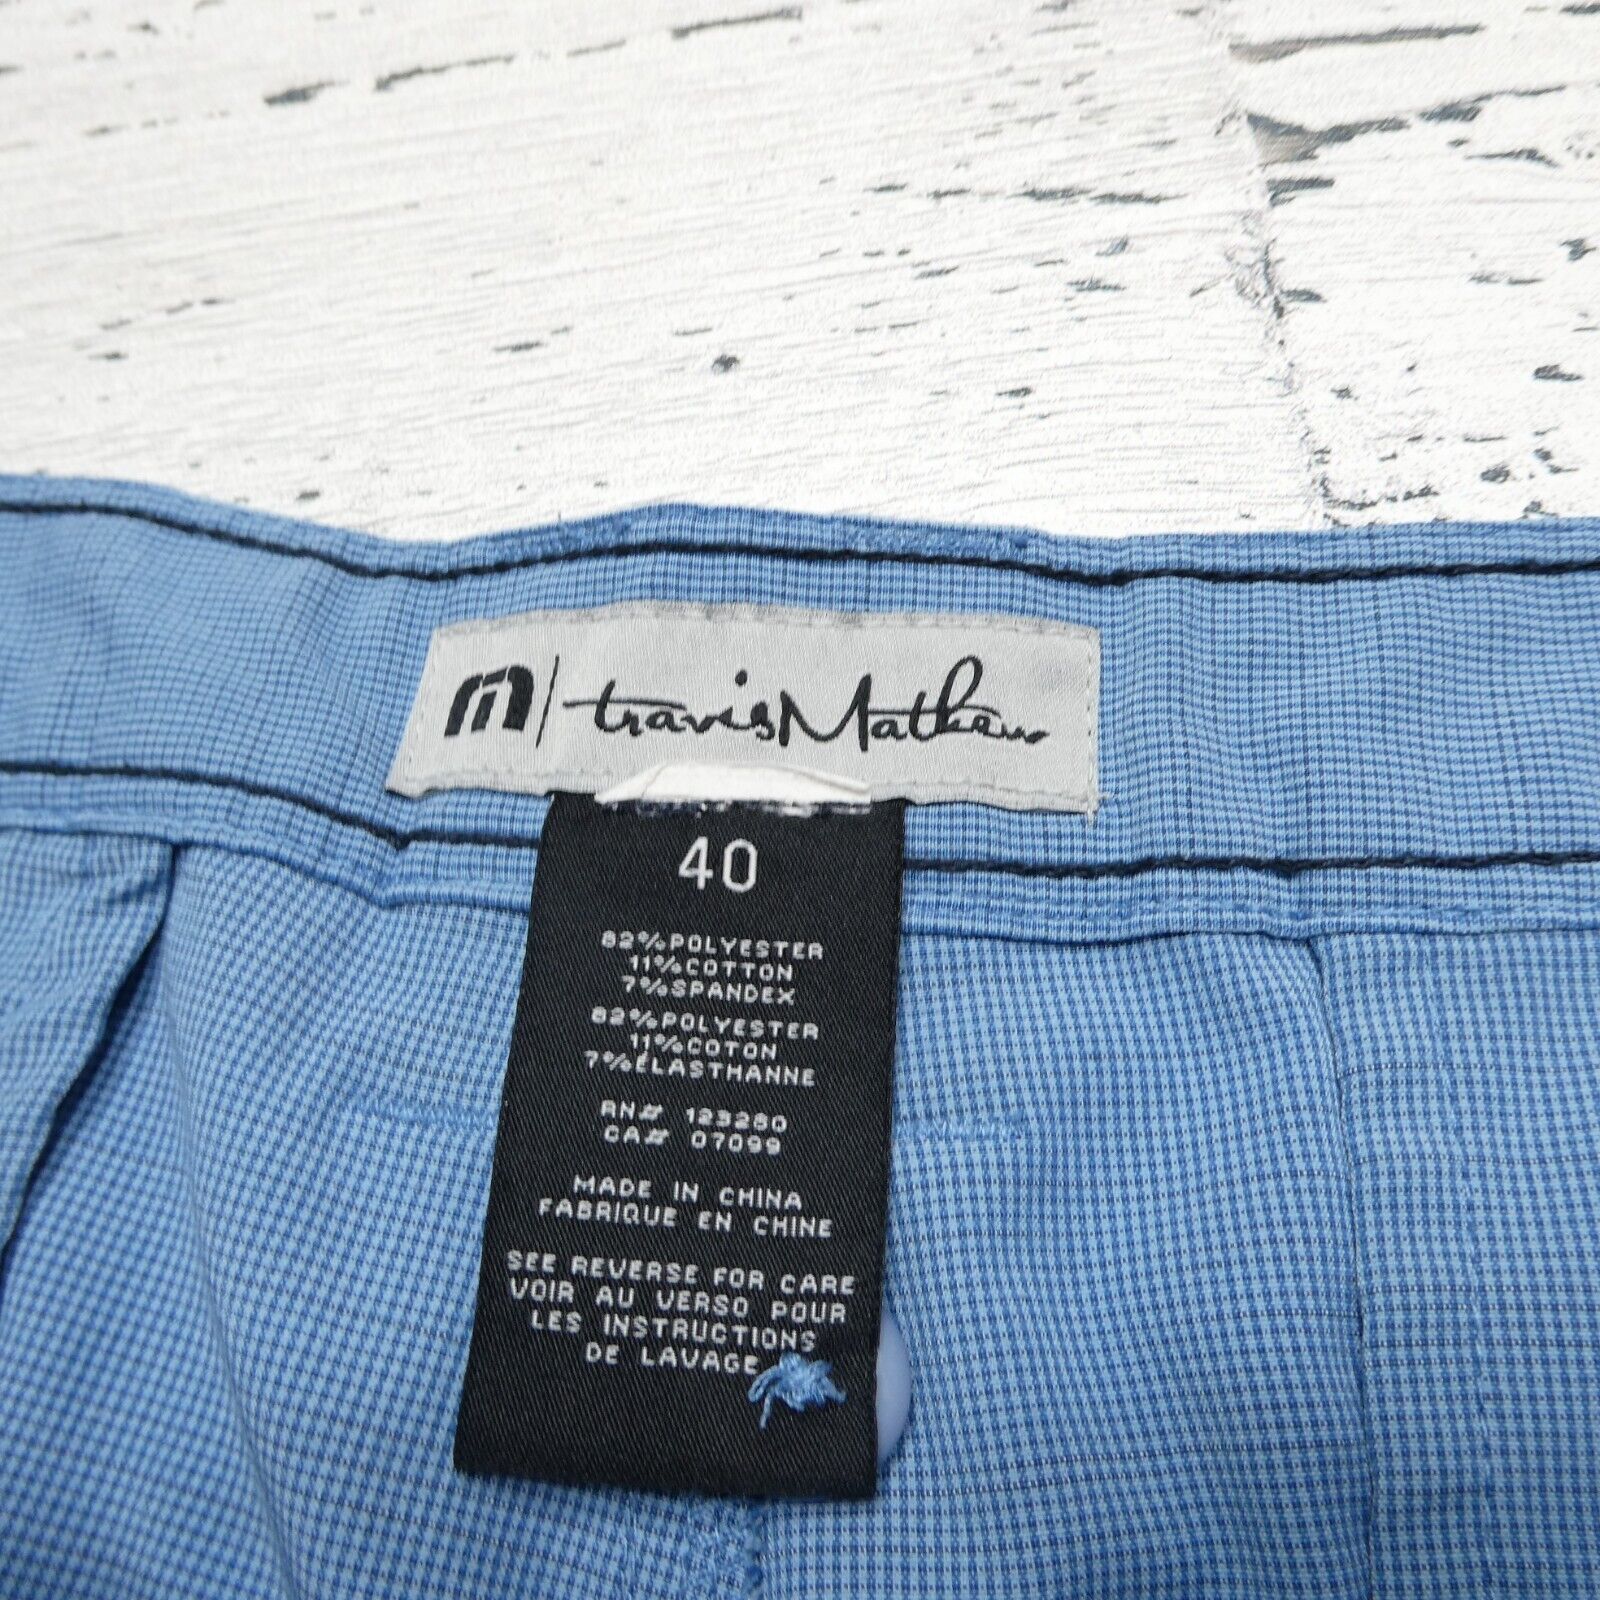 m travisMathew
40
82%POLYESTER
11%COTTON
7%SPANDEX
82%POLYESTER
11%COTON
7%ÉLASTHANNE
RN# 123280
CA# 07099
MADE IN CHINA
FABRIQUE EN CHINE
SEE REVERSE FOR CARE
VOIR AU VERSO POUR
LES INSTRUCTIONS
DE LAVAGE